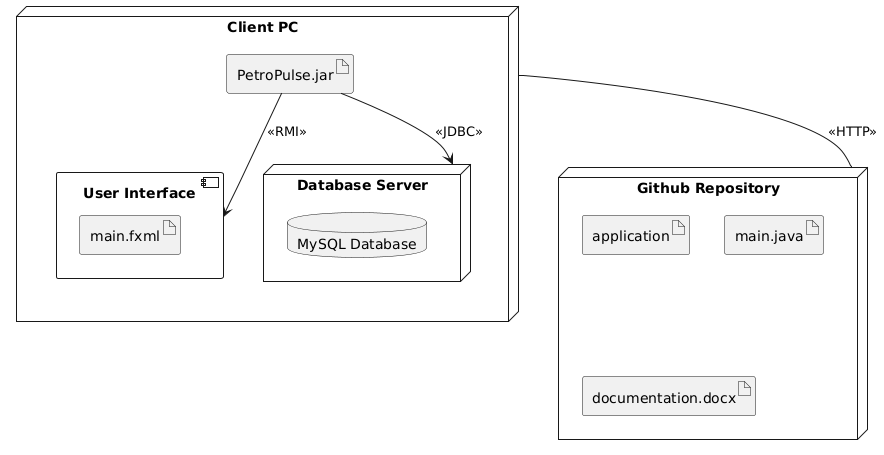 Client PC
PetroPulse.jar
«RMI»
«JDBC»
«HTTP»
User Interface
main.fxml
Database Server
MySQL Database
Github Repository
application
main.java
documentation.docx